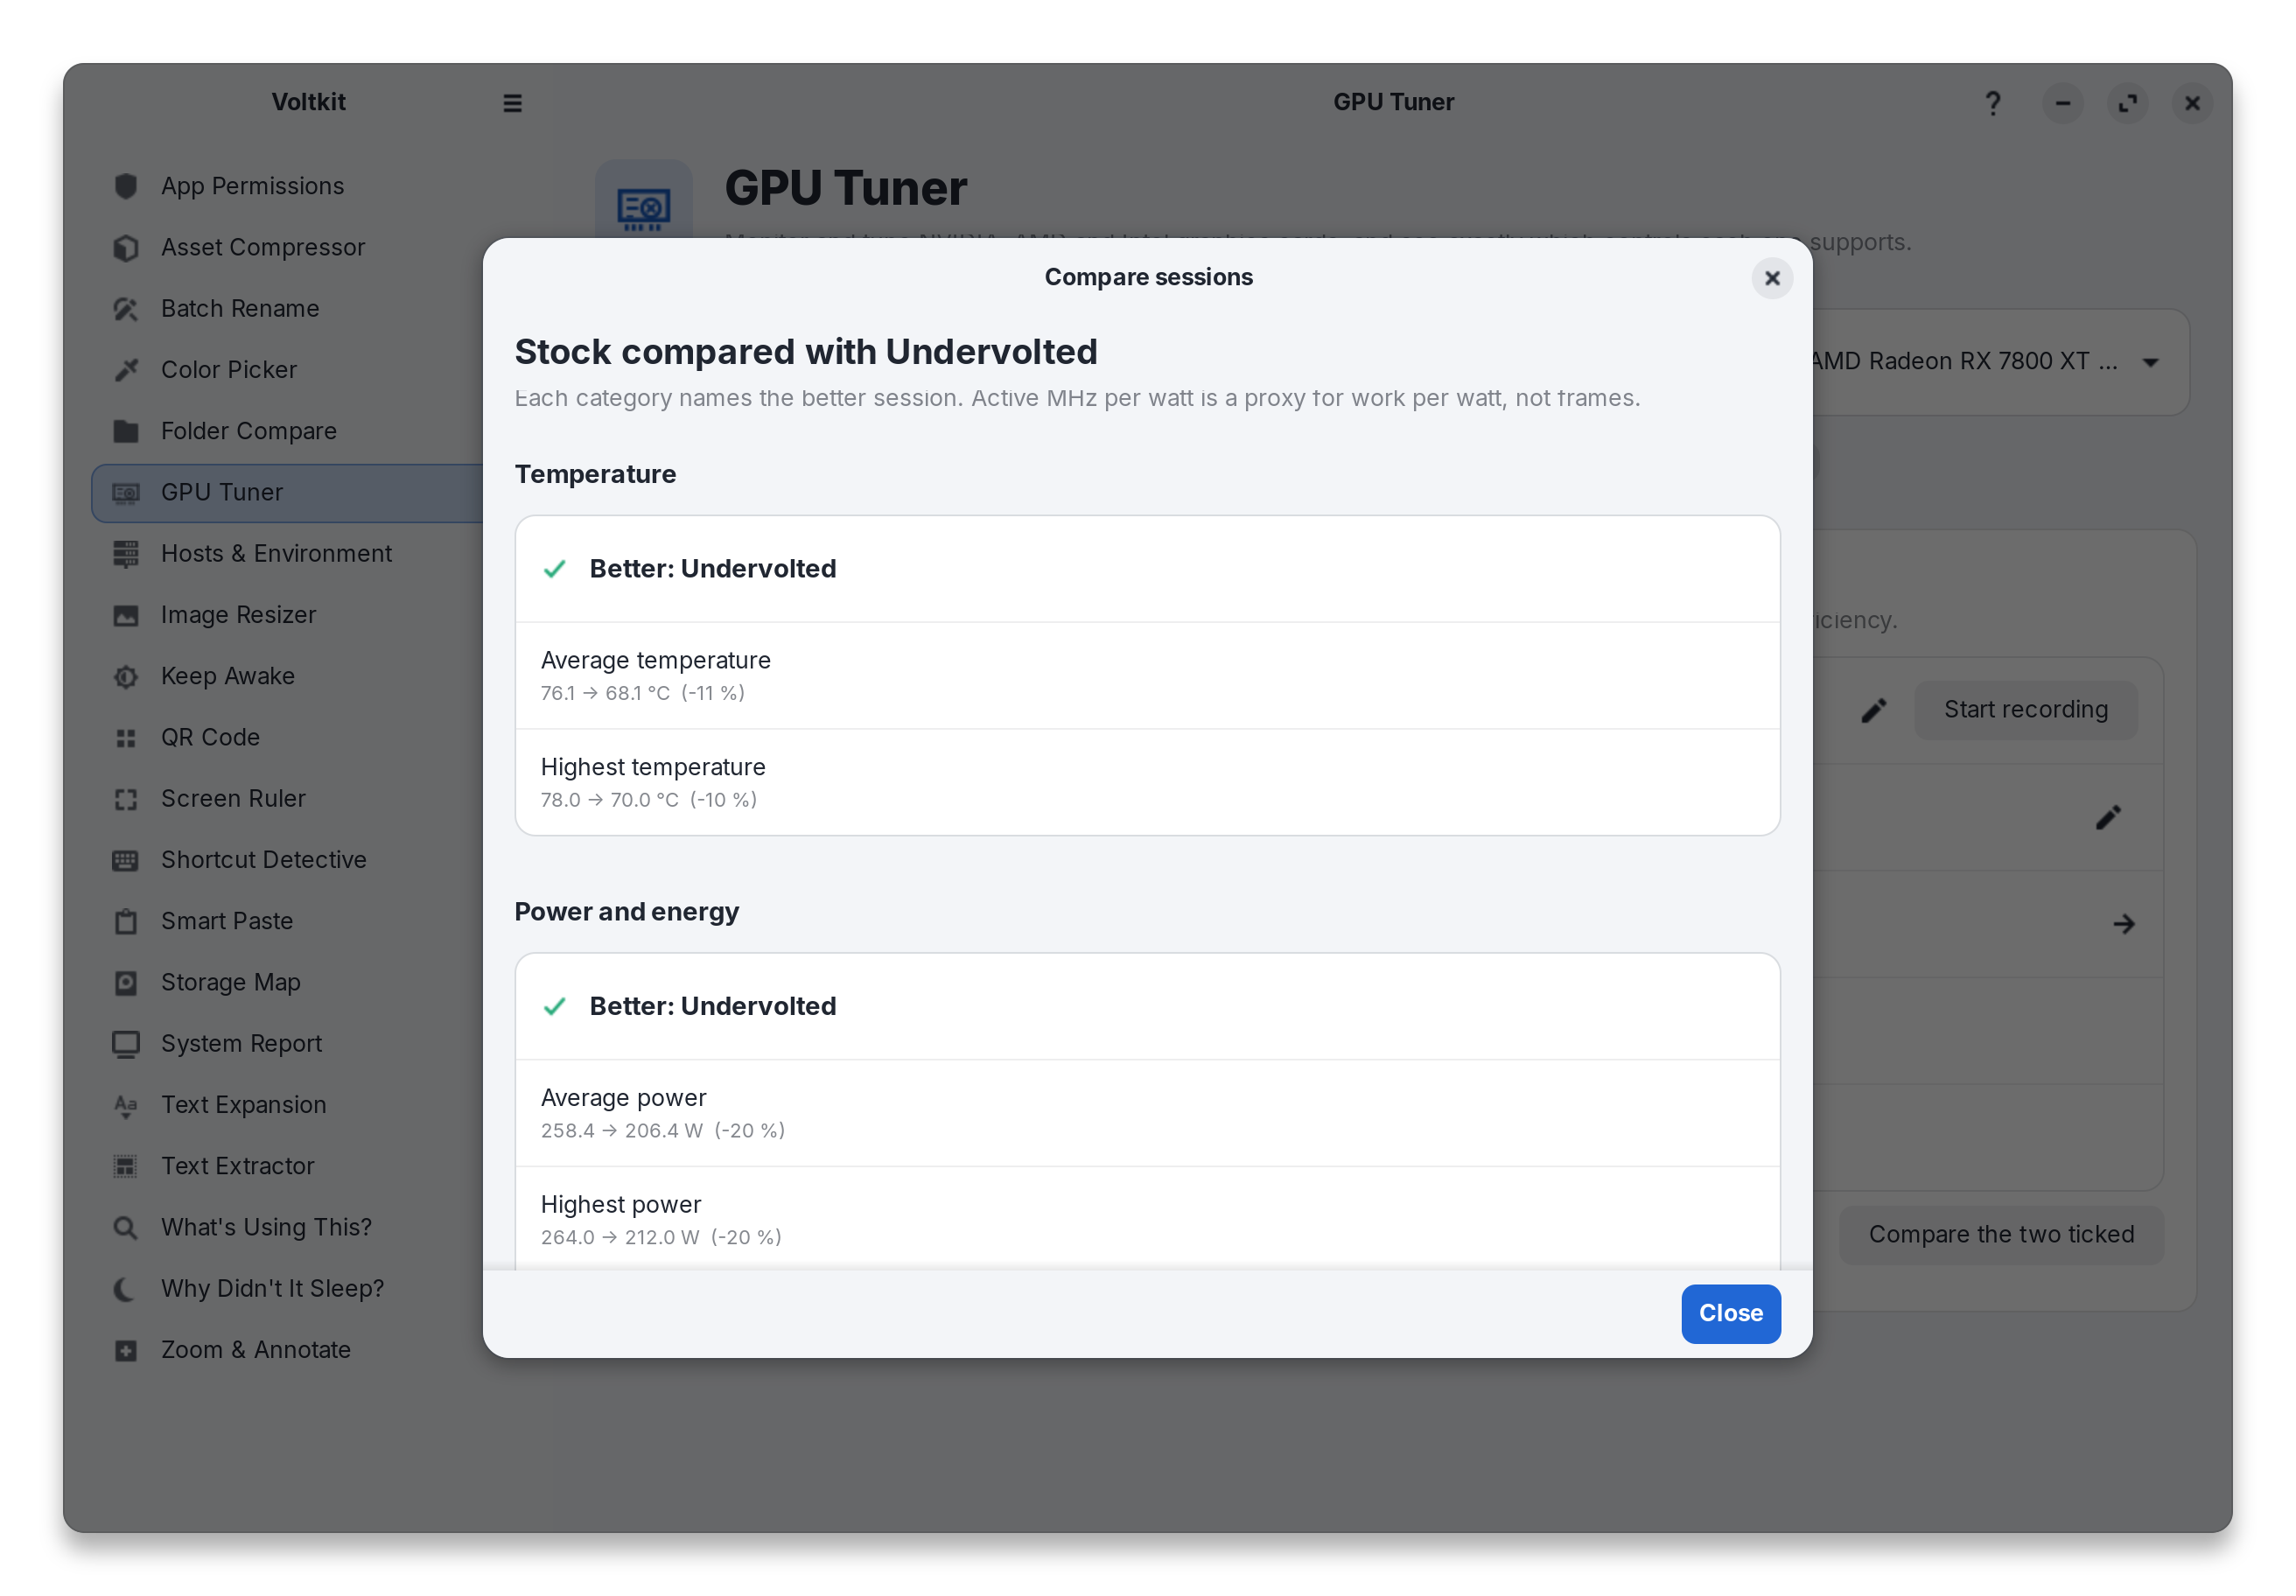 Voltkit
GPU Tuner
?
App Permissions
Asset Compressor
Batch Rename
Color Picker
Folder Compare
GPU Tuner
Hosts & Environment
Image Resizer
Keep Awake
QR Code
Screen Ruler
Shortcut Detective
Smart Paste
Storage Map
System Report
Text Expansion
Text Extractor
What's Using This?
Why Didn't It Sleep?
Zoom & Annotate
GPU Tuner
supports.
AMD Radeon RX 7800 XT ...
Start recording
Compare the two ticked
Compare sessions
Stock compared with Undervolted
Each category names the better session. Active MHz per watt is a proxy for work per watt, not frames.
Temperature
Better: Undervolted
Average temperature
76.1 → 68.1 °C (-11 %)
Highest temperature
78.0 → 70.0 °C (-10 %)
Power and energy
Better: Undervolted
Average power
258.4 → 206.4 W (-20 %)
Highest power
264.0 → 212.0 W (-20 %)
Close